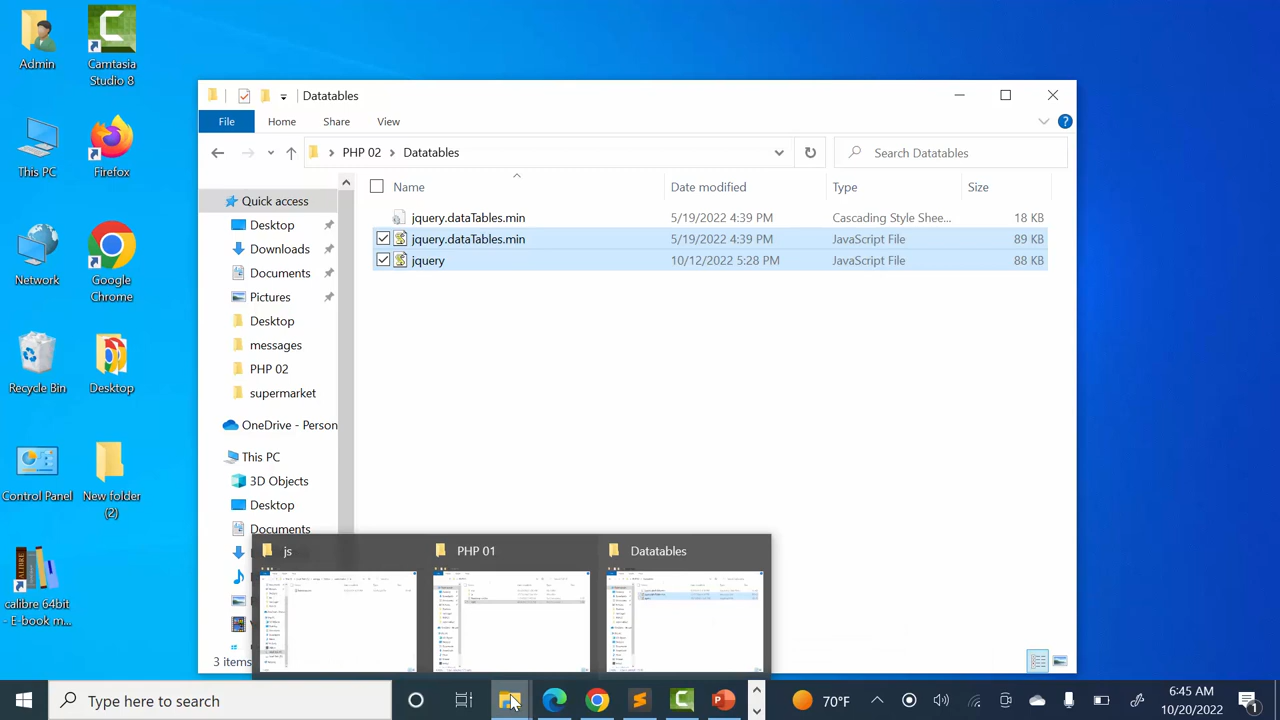 Admin
Camtasia
Studio 8
This PC
Firefox
Network
Google
Chrome
Recycle Bin
Desktop
Control Panel
New folder
(2)
calibre 64bit
- E-book m...
Datatables
File
Home
Share
View
PHP 02
Datatables
Search Datatables
Name
Date modified
Type
Size
jquery.dataTables.min
5/19/2022 4:39 PM
Cascading Style Shee...
18 KB
jquery.dataTables.min
5/19/2022 4:39 PM
JavaScript File
89 KB
jquery
10/12/2022 5:28 PM
JavaScript File
88 KB
Quick access
Desktop
Downloads
Documents
Pictures
Desktop
messages
PHP 02
supermarket
OneDrive - Person
This PC
3D Objects
Desktop
Documents
3 items
js
PHP 01
Datatables
Type here to search
70°F
6:45 AM
10/20/2022
1